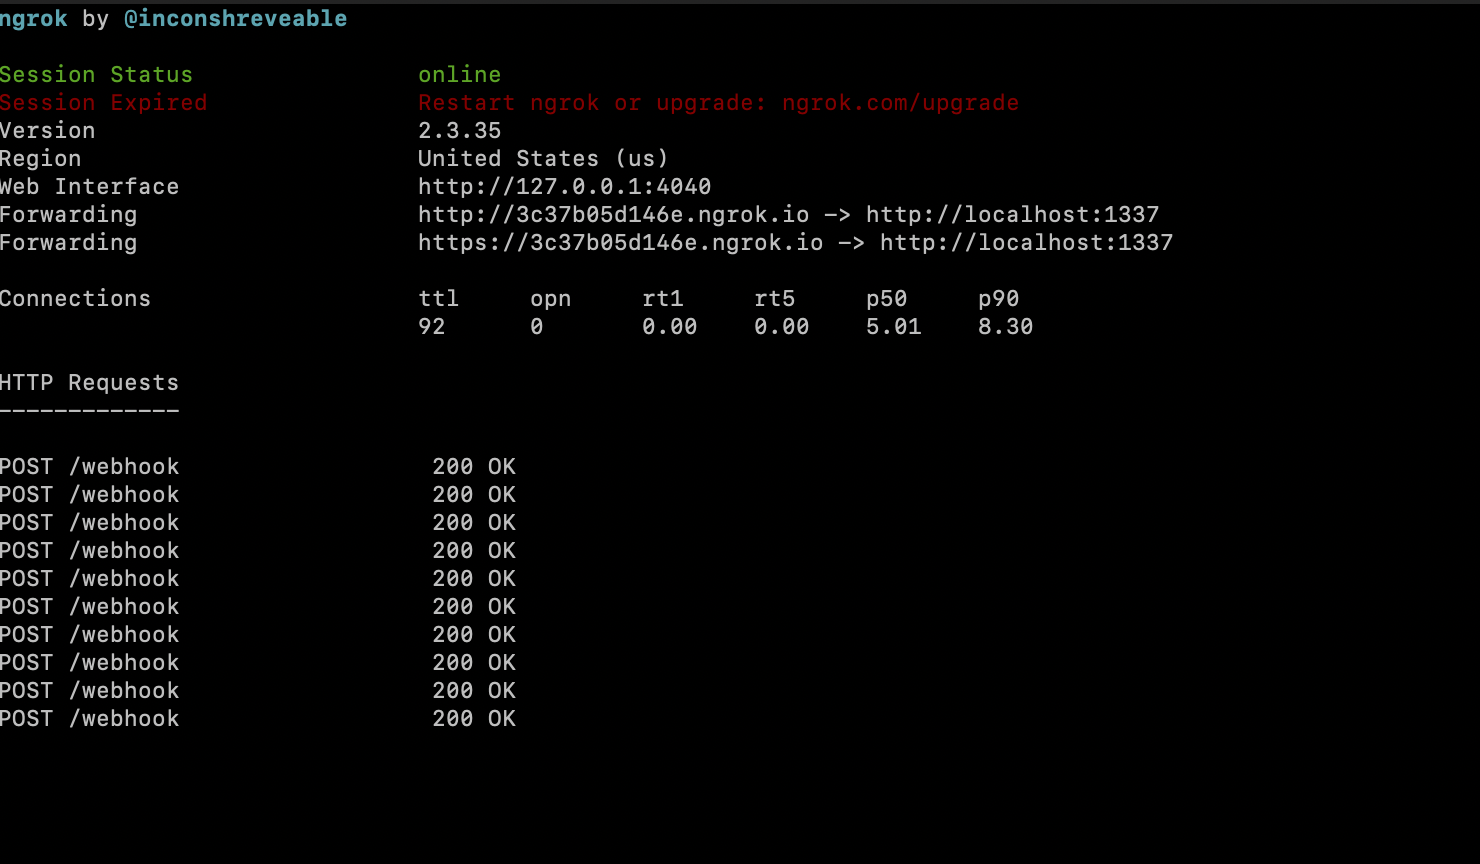 ngrok by @inconshreveable
Session Status online
Session Expired Restart ngrok or upgrade: ngrok.com/upgrade
Version 2.3.35
Region United States (us)
Web Interface http://127.0.0.1:4040
Forwarding http://3c37b05d146e.ngrok.io -> http://localhost:1337
Forwarding https://3c37b05d146e.ngrok.io -> http://localhost:1337
Connections ttl opn rt1 rt5 p50 p90
92 0 0.00 0.00 5.01 8.30
HTTP Requests
-------------
POST /webhook 200 OK
POST /webhook 200 OK
POST /webhook 200 OK
POST /webhook 200 OK
POST /webhook 200 OK
POST /webhook 200 OK
POST /webhook 200 OK
POST /webhook 200 OK
POST /webhook 200 OK
POST /webhook 200 OK